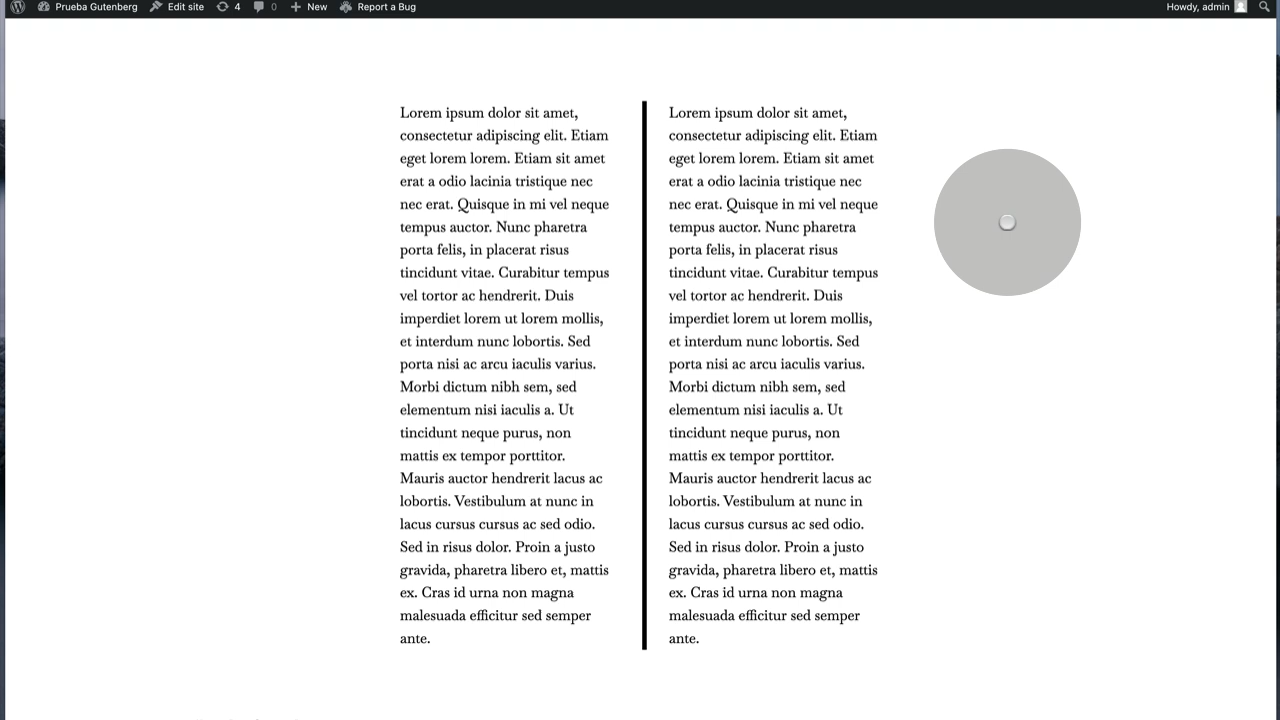 Prueba Gutenberg Edit site 4 0 New Report a Bug Howdy, admin
Lorem ipsum dolor sit amet,
consectetur adipiscing elit. Etiam
eget lorem lorem. Etiam sit amet
erat a odio lacinia tristique nec
nec erat. Quisque in mi vel neque
tempus auctor. Nunc pharetra
porta felis, in placerat risus
tincidunt vitae. Curabitur tempus
vel tortor ac hendrerit. Duis
imperdiet lorem ut lorem mollis,
et interdum nunc lobortis. Sed
porta nisi ac arcu iaculis varius.
Morbi dictum nibh sem, sed
elementum nisi iaculis a. Ut
tincidunt neque purus, non
mattis ex tempor porttitor.
Mauris auctor hendrerit lacus ac
lobortis. Vestibulum at nunc in
lacus cursus cursus ac sed odio.
Sed in risus dolor. Proin a justo
gravida, pharetra libero et, mattis
ex. Cras id urna non magna
malesuada efficitur sed semper
ante.
Lorem ipsum dolor sit amet,
consectetur adipiscing elit. Etiam
eget lorem lorem. Etiam sit amet
erat a odio lacinia tristique nec
nec erat. Quisque in mi vel neque
tempus auctor. Nunc pharetra
porta felis, in placerat risus
tincidunt vitae. Curabitur tempus
vel tortor ac hendrerit. Duis
imperdiet lorem ut lorem mollis,
et interdum nunc lobortis. Sed
porta nisi ac arcu iaculis varius.
Morbi dictum nibh sem, sed
elementum nisi iaculis a. Ut
tincidunt neque purus, non
mattis ex tempor porttitor.
Mauris auctor hendrerit lacus ac
lobortis. Vestibulum at nunc in
lacus cursus cursus ac sed odio.
Sed in risus dolor. Proin a justo
gravida, pharetra libero et, mattis
ex. Cras id urna non magna
malesuada efficitur sed semper
ante.